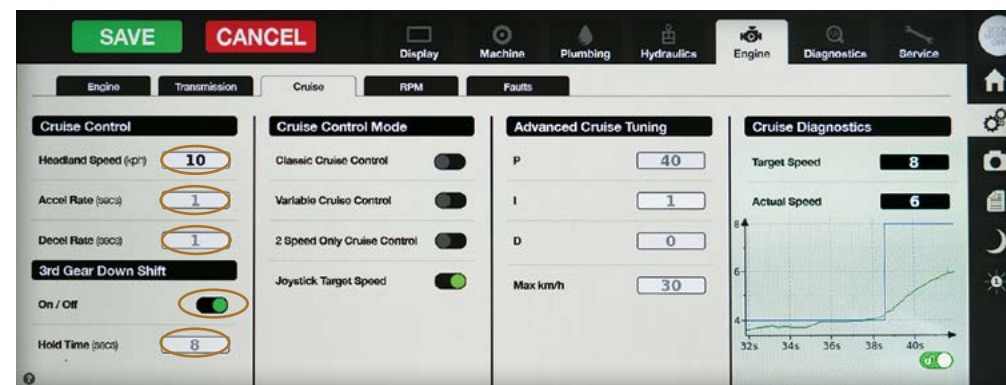 SAVE
CANCEL
Display
Machine
Plumbing
Hydraulics
Engine
Diagnostics
Service
Engine
Transmission
Cruise
RPM
Faults
Cruise Control
Headland Speed (kph) 10
Accel Rate (secs) 1
Decel Rate (secs) 1
3rd Gear Down Shift
On / Off
Hold Time (secs) 8
Cruise Control Mode
Classic Cruise Control
Variable Cruise Control
2 Speed Only Cruise Control
Joystick Target Speed
Advanced Cruise Tuning
P 40
I 1
D 0
Max km/h 30
Cruise Diagnostics
Target Speed 8
Actual Speed 6
8
6
4
32s 34s 36s 38s 40s
?